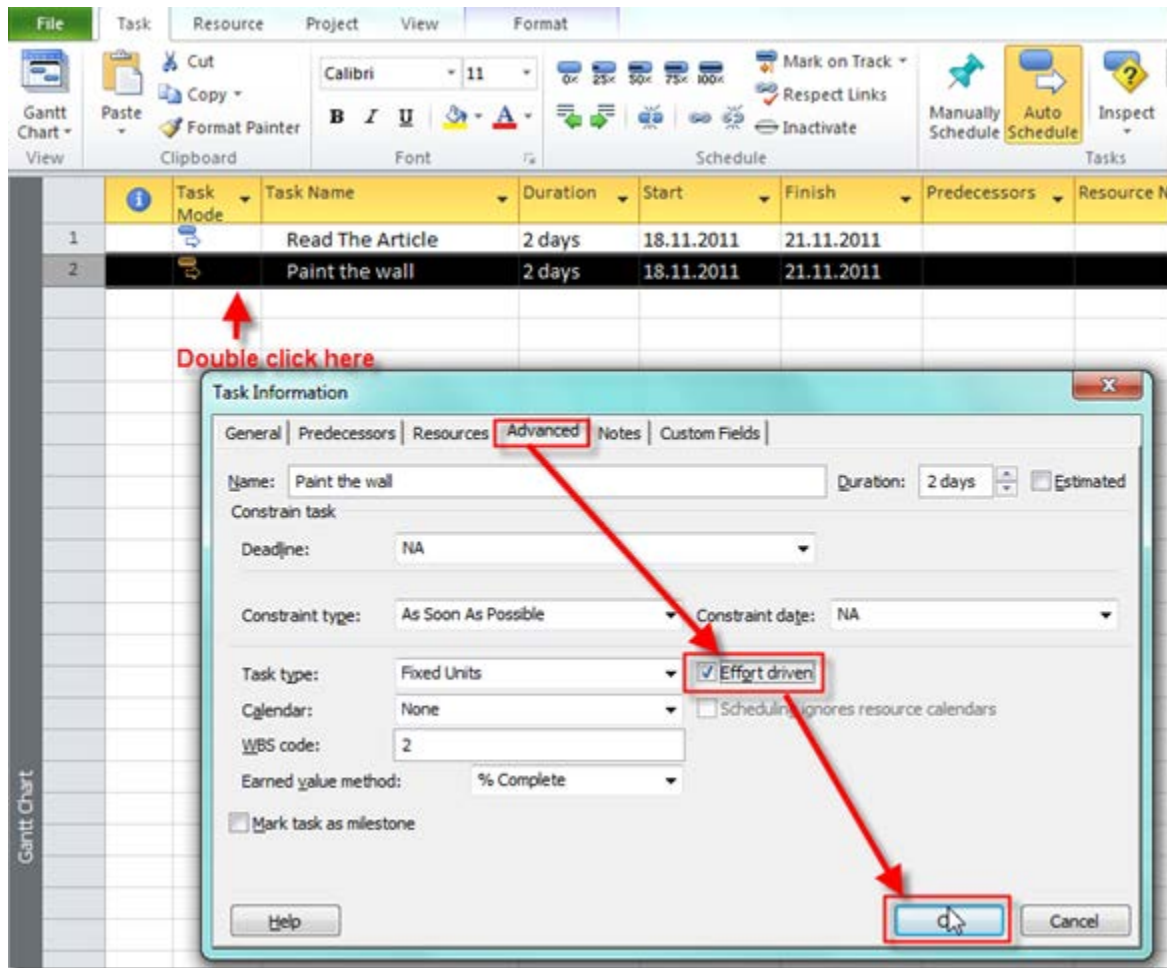 File Task Resource Project View Format
Cut
Copy
Format Painter
Paste
Gantt Chart
Calibri 11
B I U A
0× 25× 50× 75× 100×
Mark on Track
Respect Links
Inactivate
Manually Schedule
Auto Schedule
Inspect
View Clipboard Font Schedule Tasks
Task Mode Task Name Duration Start Finish Predecessors Resource N
1 Read The Article 2 days 18.11.2011 21.11.2011
2 Paint the wall 2 days 18.11.2011 21.11.2011
Double click here
Task Information
General Predecessors Resources Advanced Notes Custom Fields
Name: Paint the wall Duration: 2 days Estimated
Constrain task
Deadline: NA
Constraint type: As Soon As Possible Constraint date: NA
Task type: Fixed Units Effort driven
Calendar: None Scheduling ignores resource calendars
WBS code: 2
Earned value method: % Complete
Mark task as milestone
Help Cancel
Gantt Chart